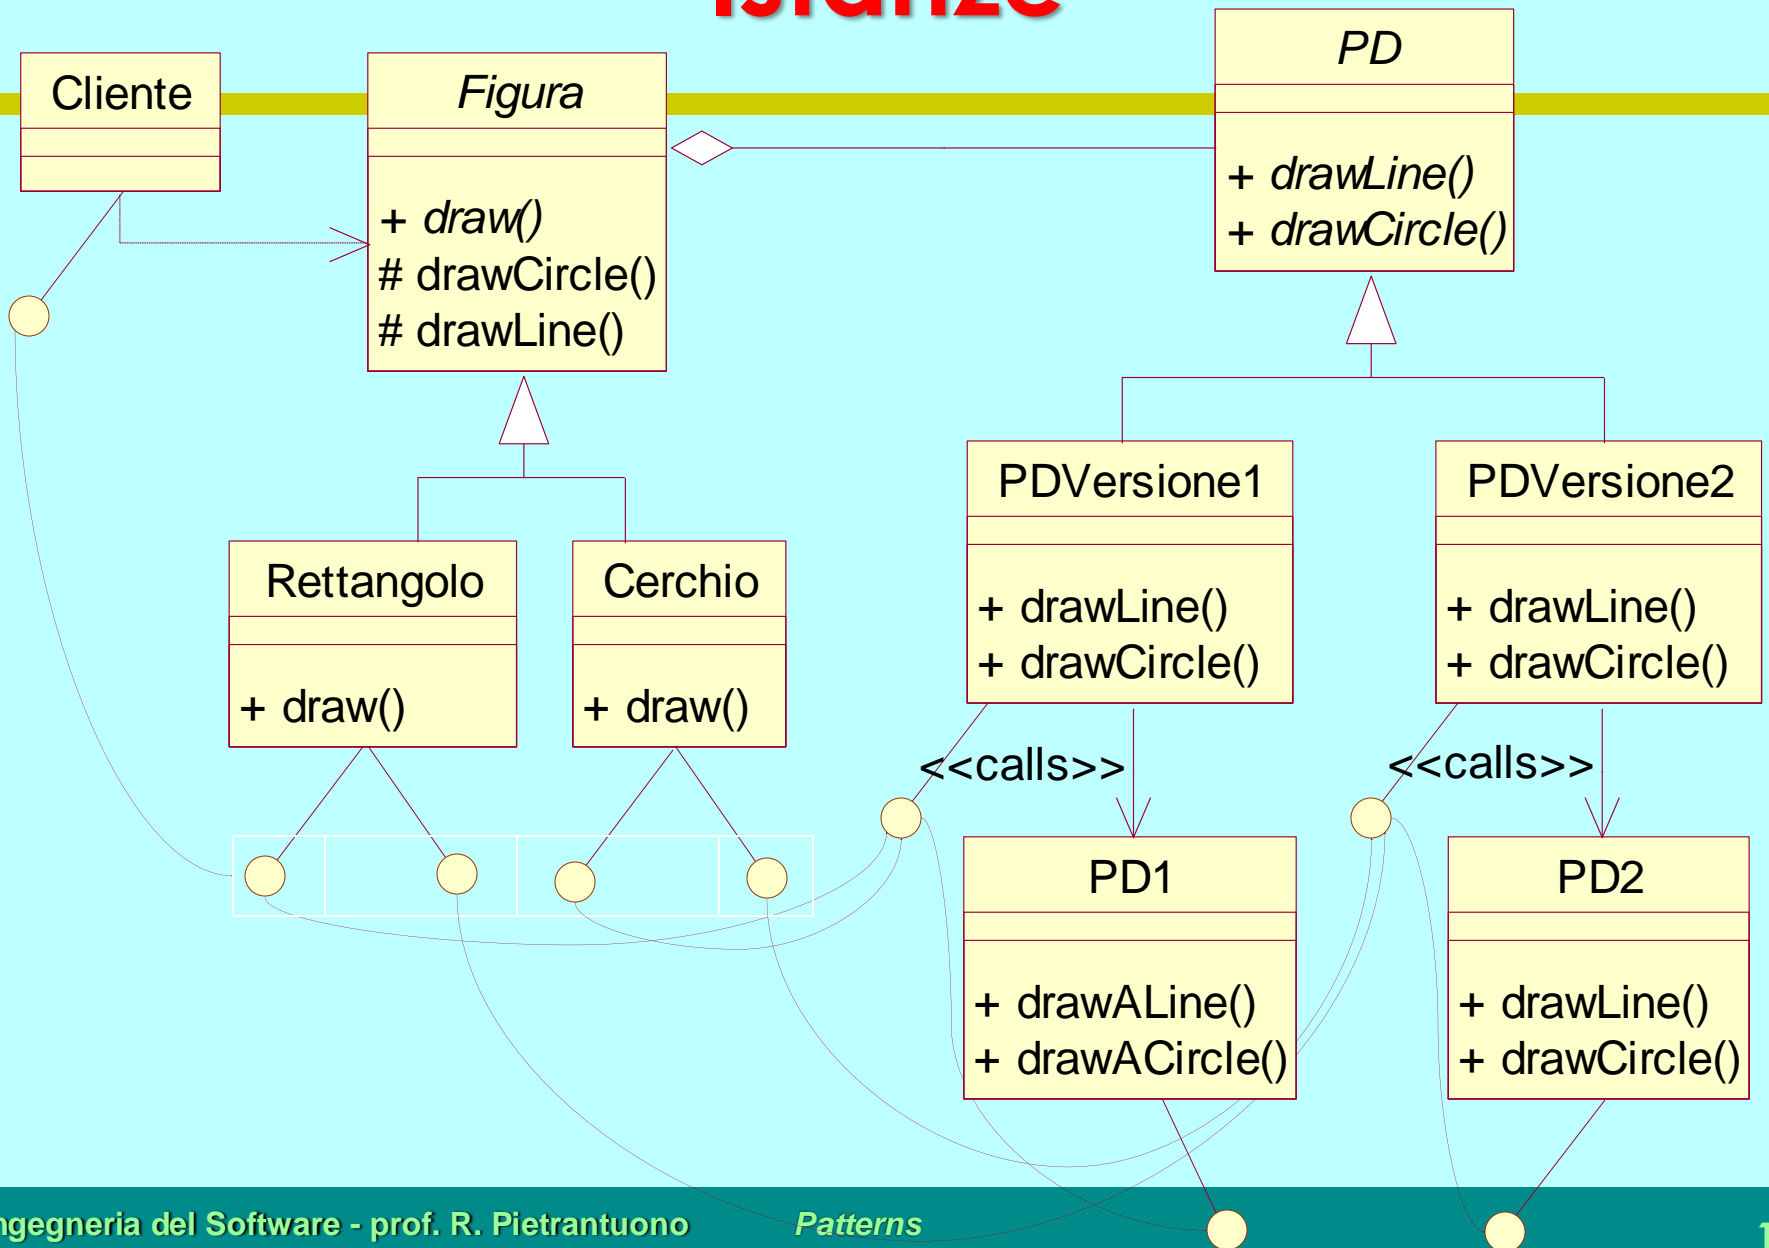 Istanze
Cliente
Figura
+ draw()
# drawCircle()
# drawLine()
PD
+ drawLine()
+ drawCircle()
Rettangolo
+ draw()
Cerchio
+ draw()
PDVersione1
+ drawLine()
+ drawCircle()
PDVersione2
+ drawLine()
+ drawCircle()
<<calls>>
<<calls>>
PD1
+ drawALine()
+ drawACircle()
PD2
+ drawLine()
+ drawCircle()
ngegneria del Software - prof. R. Pietrantuono
Patterns